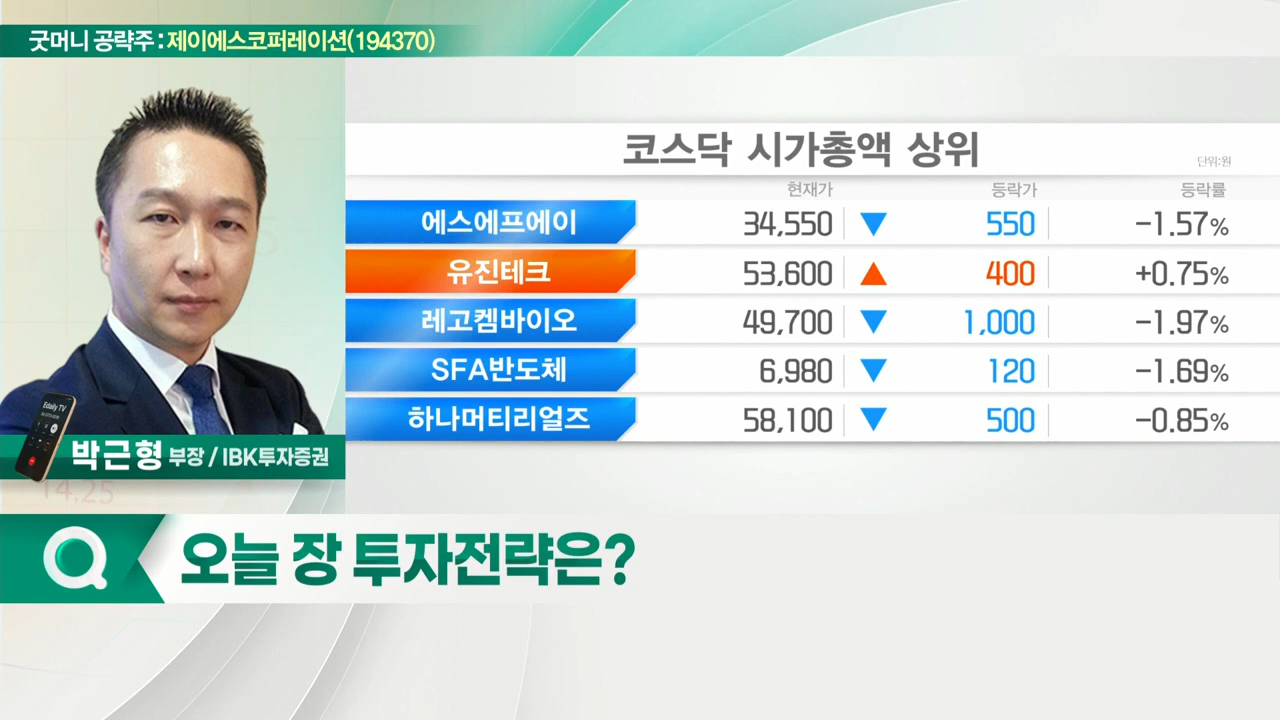 굿머니 공략주 : 제이에스코퍼레이션(194370)
코스닥 시가총액 상위
단위:원
현재가 등락가 등락률
에스에프에이 34,550 ▼ 550 -1.57%
유진테크 53,600 ▲ 400 +0.75%
레고켐바이오 49,700 ▼ 1,000 -1.97%
SFA반도체 6,980 ▼ 120 -1.69%
하나머티리얼즈 58,100 ▼ 500 -0.85%
Edaily TV
박근형 부장 / IBK투자증권
14.25
Q 오늘 장 투자전략은?